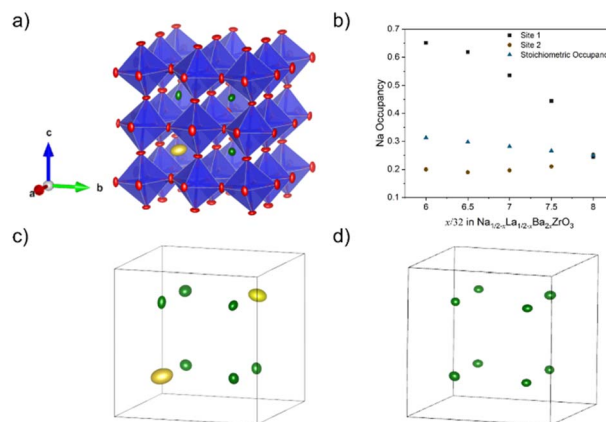 a)
c
a
b
b)
Na Occupancy
0.7
0.6
0.5
0.4
0.3
0.2
0.1
Site 1
Site 2
Stoichiometric Occupanc
6
6.5
7
7.5
8
x/32 in Na1/2-xLa1/2-xBa2xZrO3
c)
d)